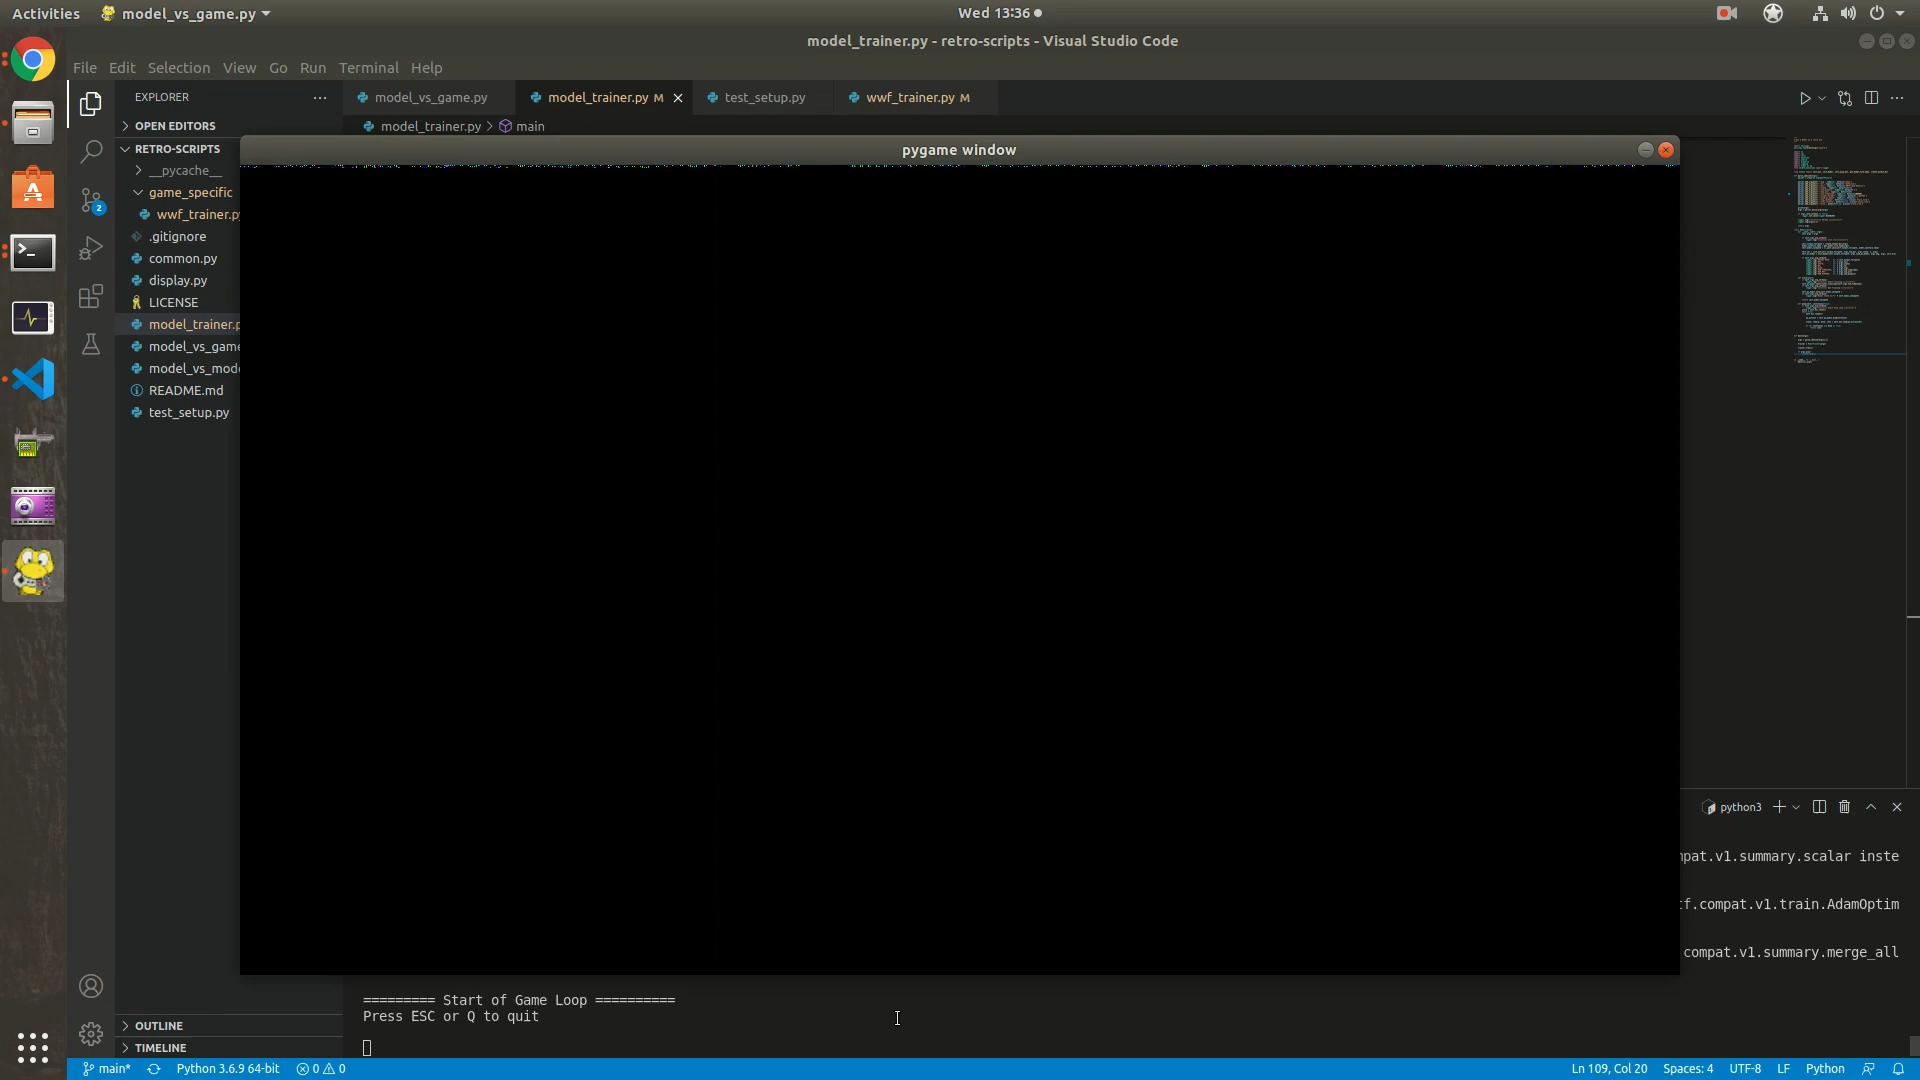 Activities
model_vs_game.py
Wed 13:36
model_trainer.py - retro-scripts - Visual Studio Code
File Edit Selection View Go Run Terminal Help
EXPLORER
model_vs_game.py
model_trainer.py M
test_setup.py
wwf_trainer.py M
OPEN EDITORS
model_trainer.py > main
RETRO-SCRIPTS
pygame window
__pycache__
game_specific
wwf_trainer.py
.gitignore
common.py
display.py
LICENSE
model_trainer.p
model_vs_game
model_vs_mode
README.md
test_setup.py
2
python3
mpat.v1.summary.scalar inste
tf.compat.v1.train.AdamOptim
compat.v1.summary.merge_all
========= Start of Game Loop ==========
Press ESC or Q to quit
OUTLINE
TIMELINE
main*
Python 3.6.9 64-bit
0
0
Ln 109, Col 20
Spaces: 4
UTF-8
LF
Python